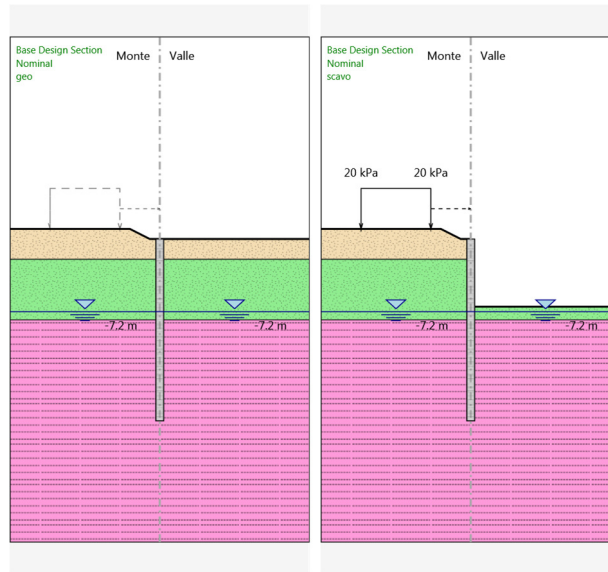 Base Design Section
Nominal
geo
Monte
Valle
-7.2 m
-7.2 m
Base Design Section
Nominal
scavo
Monte
Valle
20 kPa
20 kPa
-7.2 m
-7.2 m